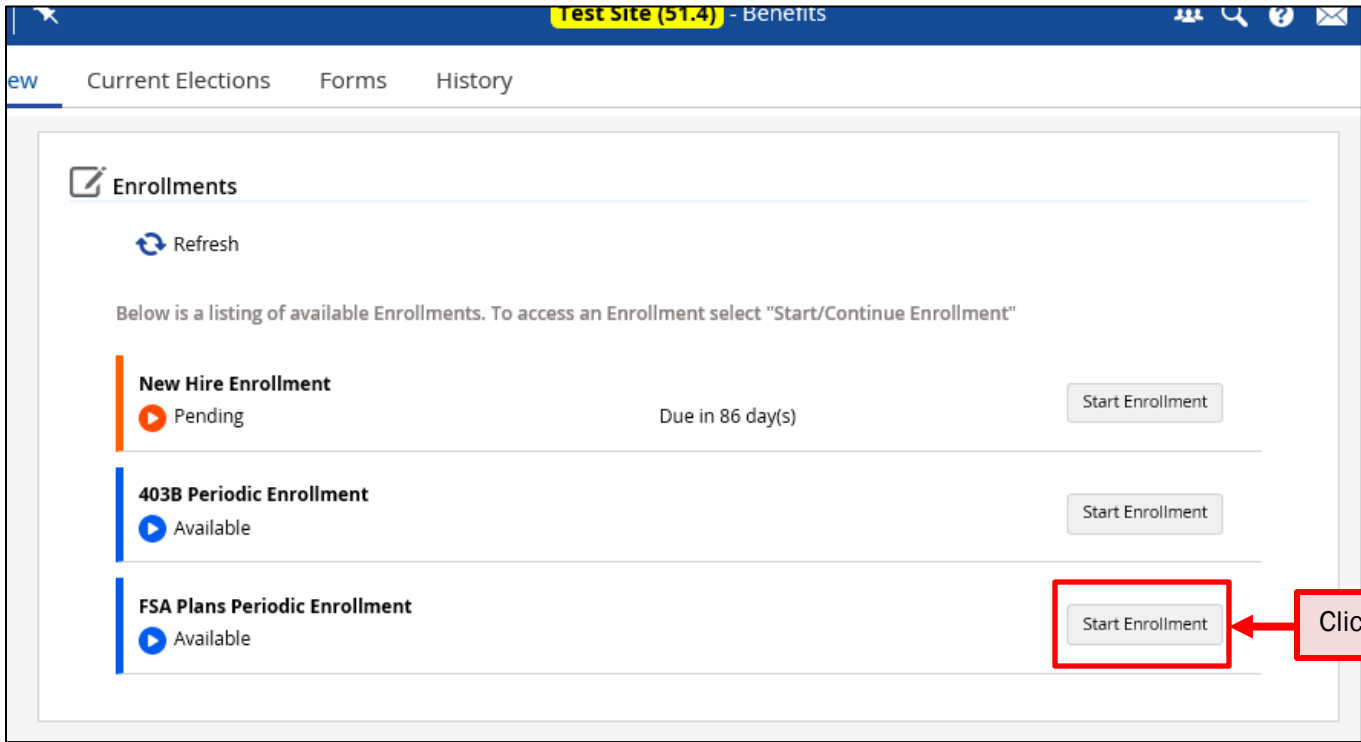 Test Site (51.4) - Benefits
ew Current Elections Forms History
Enrollments
Refresh
Below is a listing of available Enrollments. To access an Enrollment select "Start/Continue Enrollment"
New Hire Enrollment
Pending Due in 86 day(s) Start Enrollment
403B Periodic Enrollment
Available Start Enrollment
FSA Plans Periodic Enrollment
Available Start Enrollment
Clic